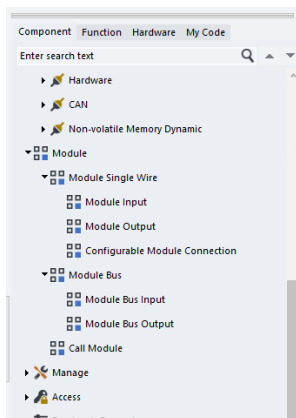 Component Function Hardware My Code
Enter search text
Hardware
CAN
Non-volatile Memory Dynamic
Module
Module Single Wire
Module Input
Module Output
Configurable Module Connection
Module Bus
Module Bus Input
Module Bus Output
Call Module
Manage
Access